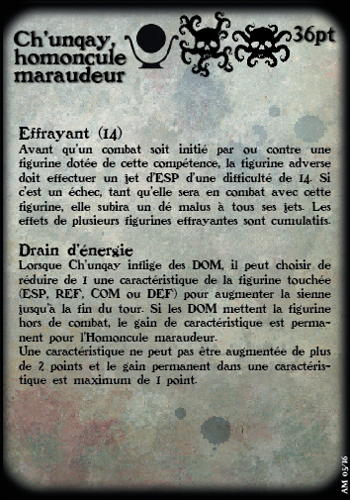 Ch'unqay,
homoncule
maraudeur
36pt
Effrayant (14)
Avant qu'un combat soit initié par ou contre une
figurine dotée de cette compétence, la figurine adverse
doit effectuer un jet d'ESP d'une difficulté de 14. Si
c'est un échec, tant qu'elle sera en combat avec cette
figurine, elle subira un dé malus à tous ses jets. Les
effets de plusieurs figurines effrayantes sont cumulatifs.
Drain d'énergie
Lorsque Ch'unqay inflige des DOM, il peut choisir de
réduire de 1 une caractéristique de la figurine touchée
(ESP, REF, COM ou DEF) pour augmenter la sienne
jusqu'à la fin du tour. Si les DOM mettent la figurine
hors de combat, le gain de caractéristique est perma-
nent pour l'Homoncule maraudeur.
Une caractéristique ne peut pas être augmentée de plus
de 2 points et le gain permanent dans une caractéris-
tique est maximum de 1 point.
AM 05/16